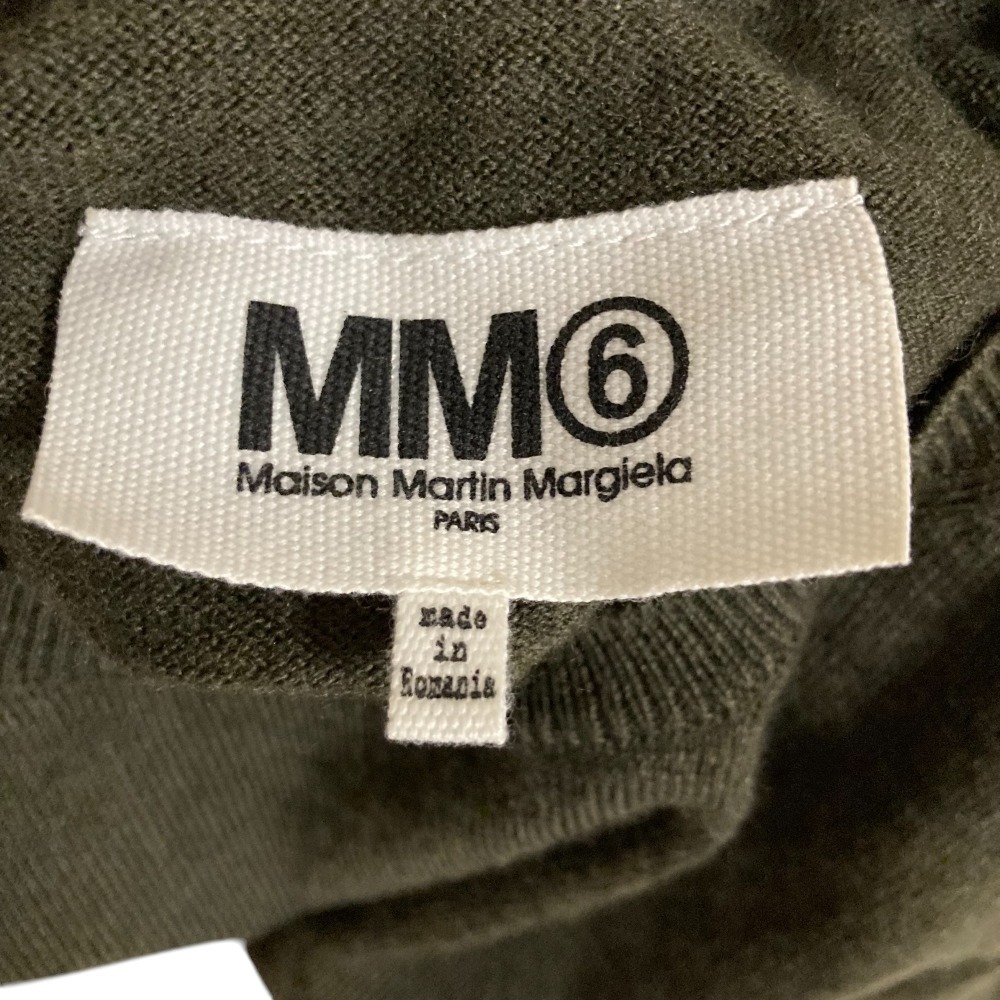 MM⑥
Maison Martin Margiela
PARIS
made
in
Romania